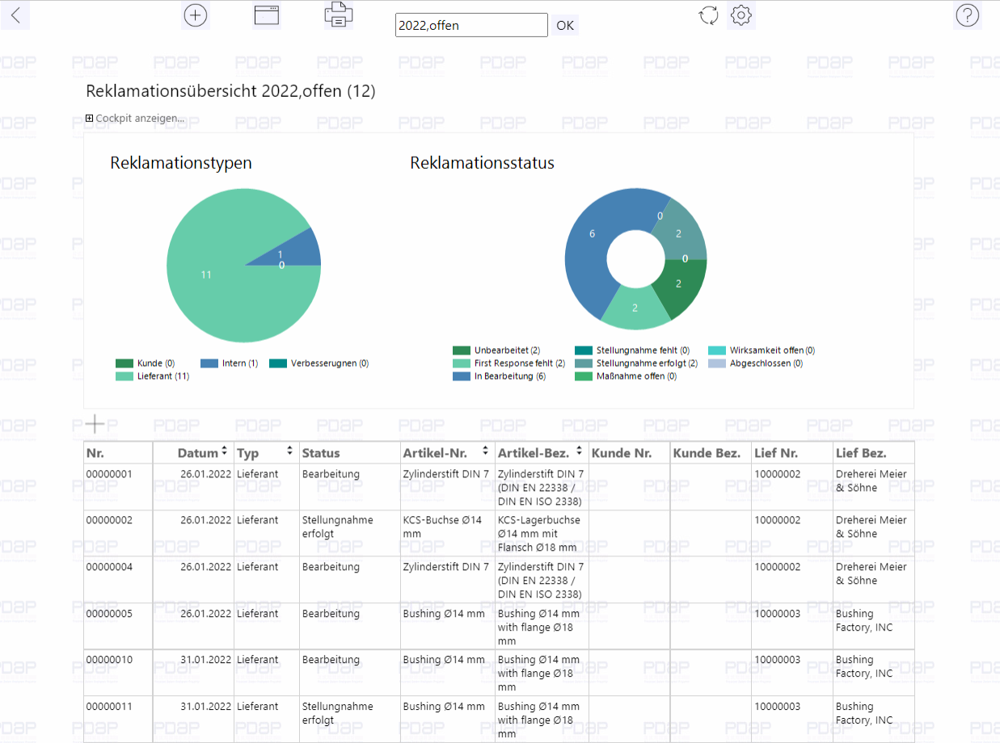 2022,offen OK
PDAP
Reklamationsübersicht 2022,offen (12)
Cockpit anzeigen...
Reklamationstypen
11
1
0
Kunde (0) Intern (1) Verbesserugnen (0)
Lieferant (11)
Reklamationsstatus
0
6
2
0
2
2
Unbearbeitet (2) Stellungnahme fehlt (0) Wirksamkeit offen (0)
First Response fehlt (2) Stellungnahme erfolgt (2) Abgeschlossen (0)
In Bearbeitung (6) Maßnahme offen (0)
Nr. Datum Typ Status Artikel-Nr. Artikel-Bez. Kunde Nr. Kunde Bez. Lief Nr. Lief Bez.
00000001 26.01.2022 Lieferant Bearbeitung Zylinderstift DIN 7 Zylinderstift DIN 7 10000002 Dreherei Meier
(DIN EN 22338 / & Söhne
DIN EN ISO 2338)
00000002 26.01.2022 Lieferant Stellungnahme KCS-Buchse Ø14 KCS-Lagerbuchse 10000002 Dreherei Meier
erfolgt mm Ø14 mm mit & Söhne
Flansch Ø18 mm
00000004 26.01.2022 Lieferant Bearbeitung Zylinderstift DIN 7 Zylinderstift DIN 7 10000002 Dreherei Meier
(DIN EN 22338 / & Söhne
DIN EN ISO 2338)
00000005 26.01.2022 Lieferant Bearbeitung Bushing Ø14 mm Bushing Ø14 mm 10000003 Bushing
with flange Ø18 Factory, INC
mm
00000010 31.01.2022 Lieferant Bearbeitung Bushing Ø14 mm Bushing Ø14 mm 10000003 Bushing
with flange Ø18 Factory, INC
mm
00000011 31.01.2022 Lieferant Stellungnahme Bushing Ø14 mm Bushing Ø14 mm 10000003 Bushing
erfolgt with flange Ø18 Factory, INC
mm